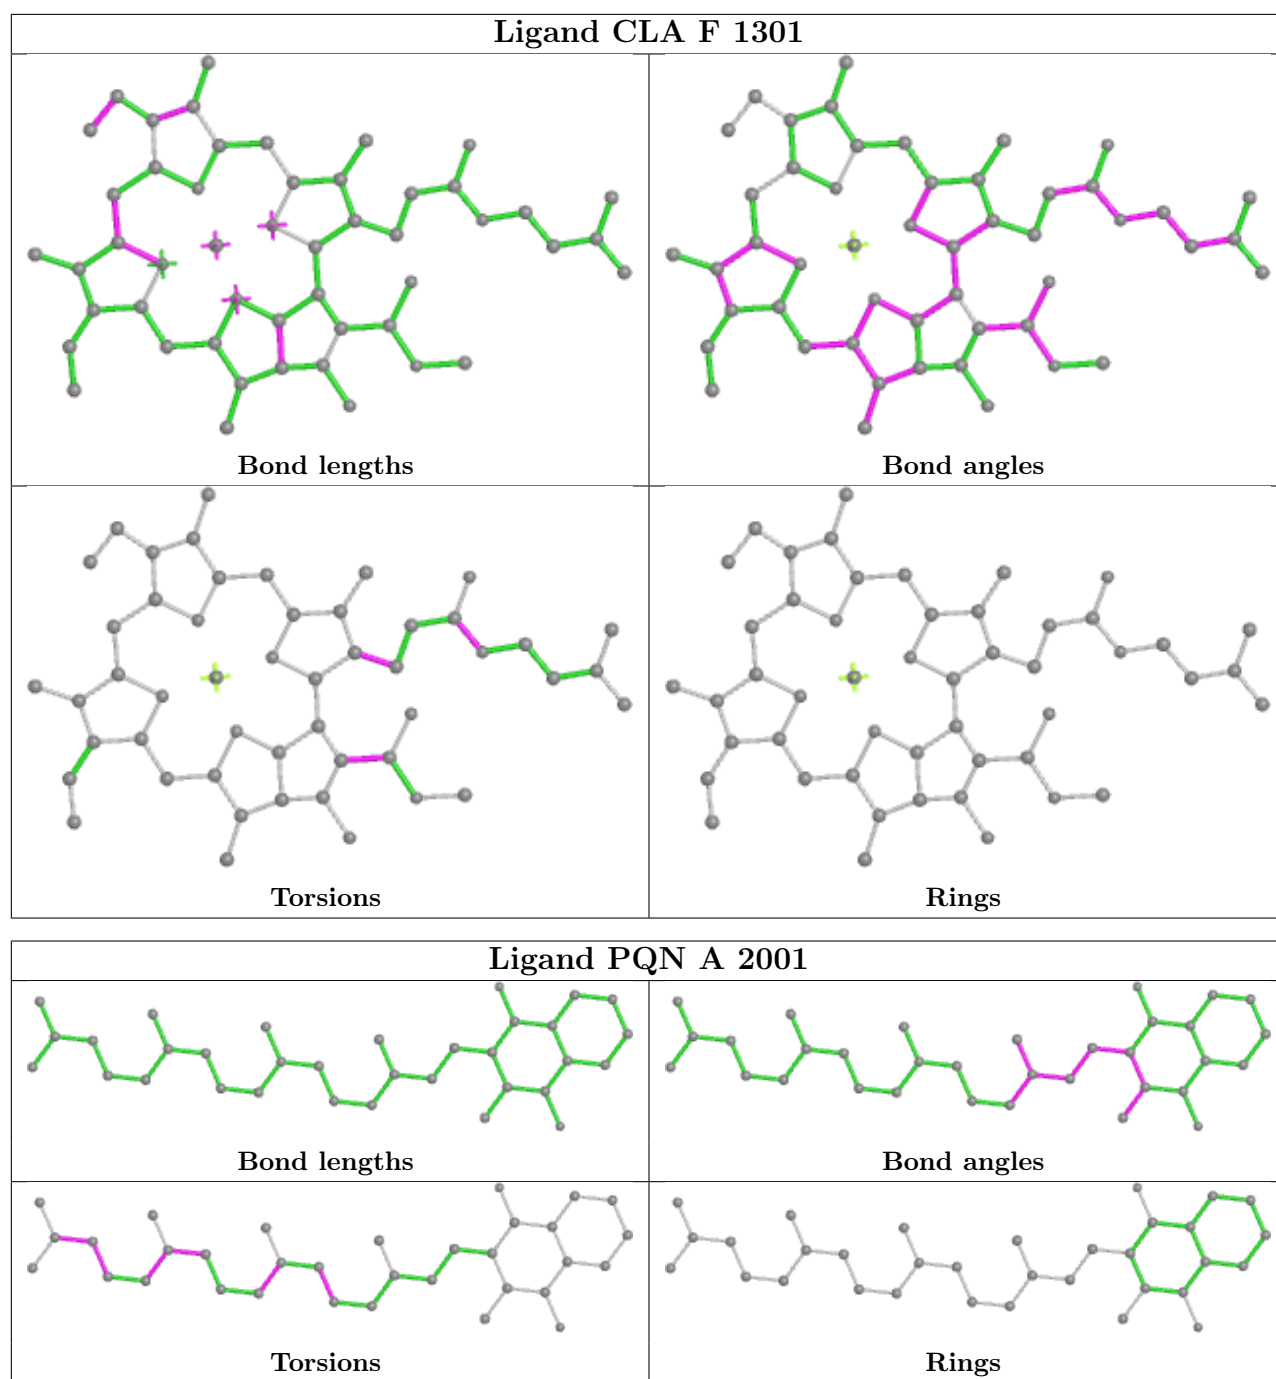 Ligand CLA F 1301
Bond lengths
Bond angles
Torsions
Rings
Ligand PQN A 2001
Bond lengths
Bond angles
Torsions
Rings